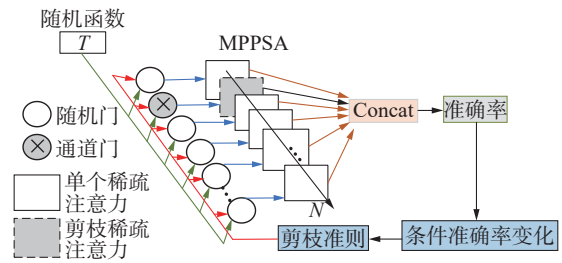 随机函数
T
MPPSA
随机门
通道门
单个稀疏
注意力
剪枝稀疏
注意力
N
Concat
准确率
条件准确率变化
剪枝准则